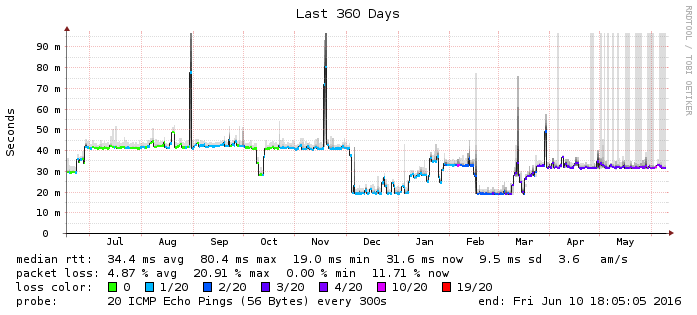 Last 360 Days
RRDTOOL / TOBI OETIKER
Seconds
90 m
80 m
70 m
60 m
50 m
40 m
30 m
20 m
10 m
0
Jul Aug Sep Oct Nov Dec Jan Feb Mar Apr May
median rtt: 34.4 ms avg 80.4 ms max 19.0 ms min 31.6 ms now 9.5 ms sd 3.6 am/s
packet loss: 4.87 % avg 20.91 % max 0.00 % min 11.71 % now
loss color: 0 1/20 2/20 3/20 4/20 10/20 19/20
probe: 20 ICMP Echo Pings (56 Bytes) every 300s end: Fri Jun 10 18:05:05 2016